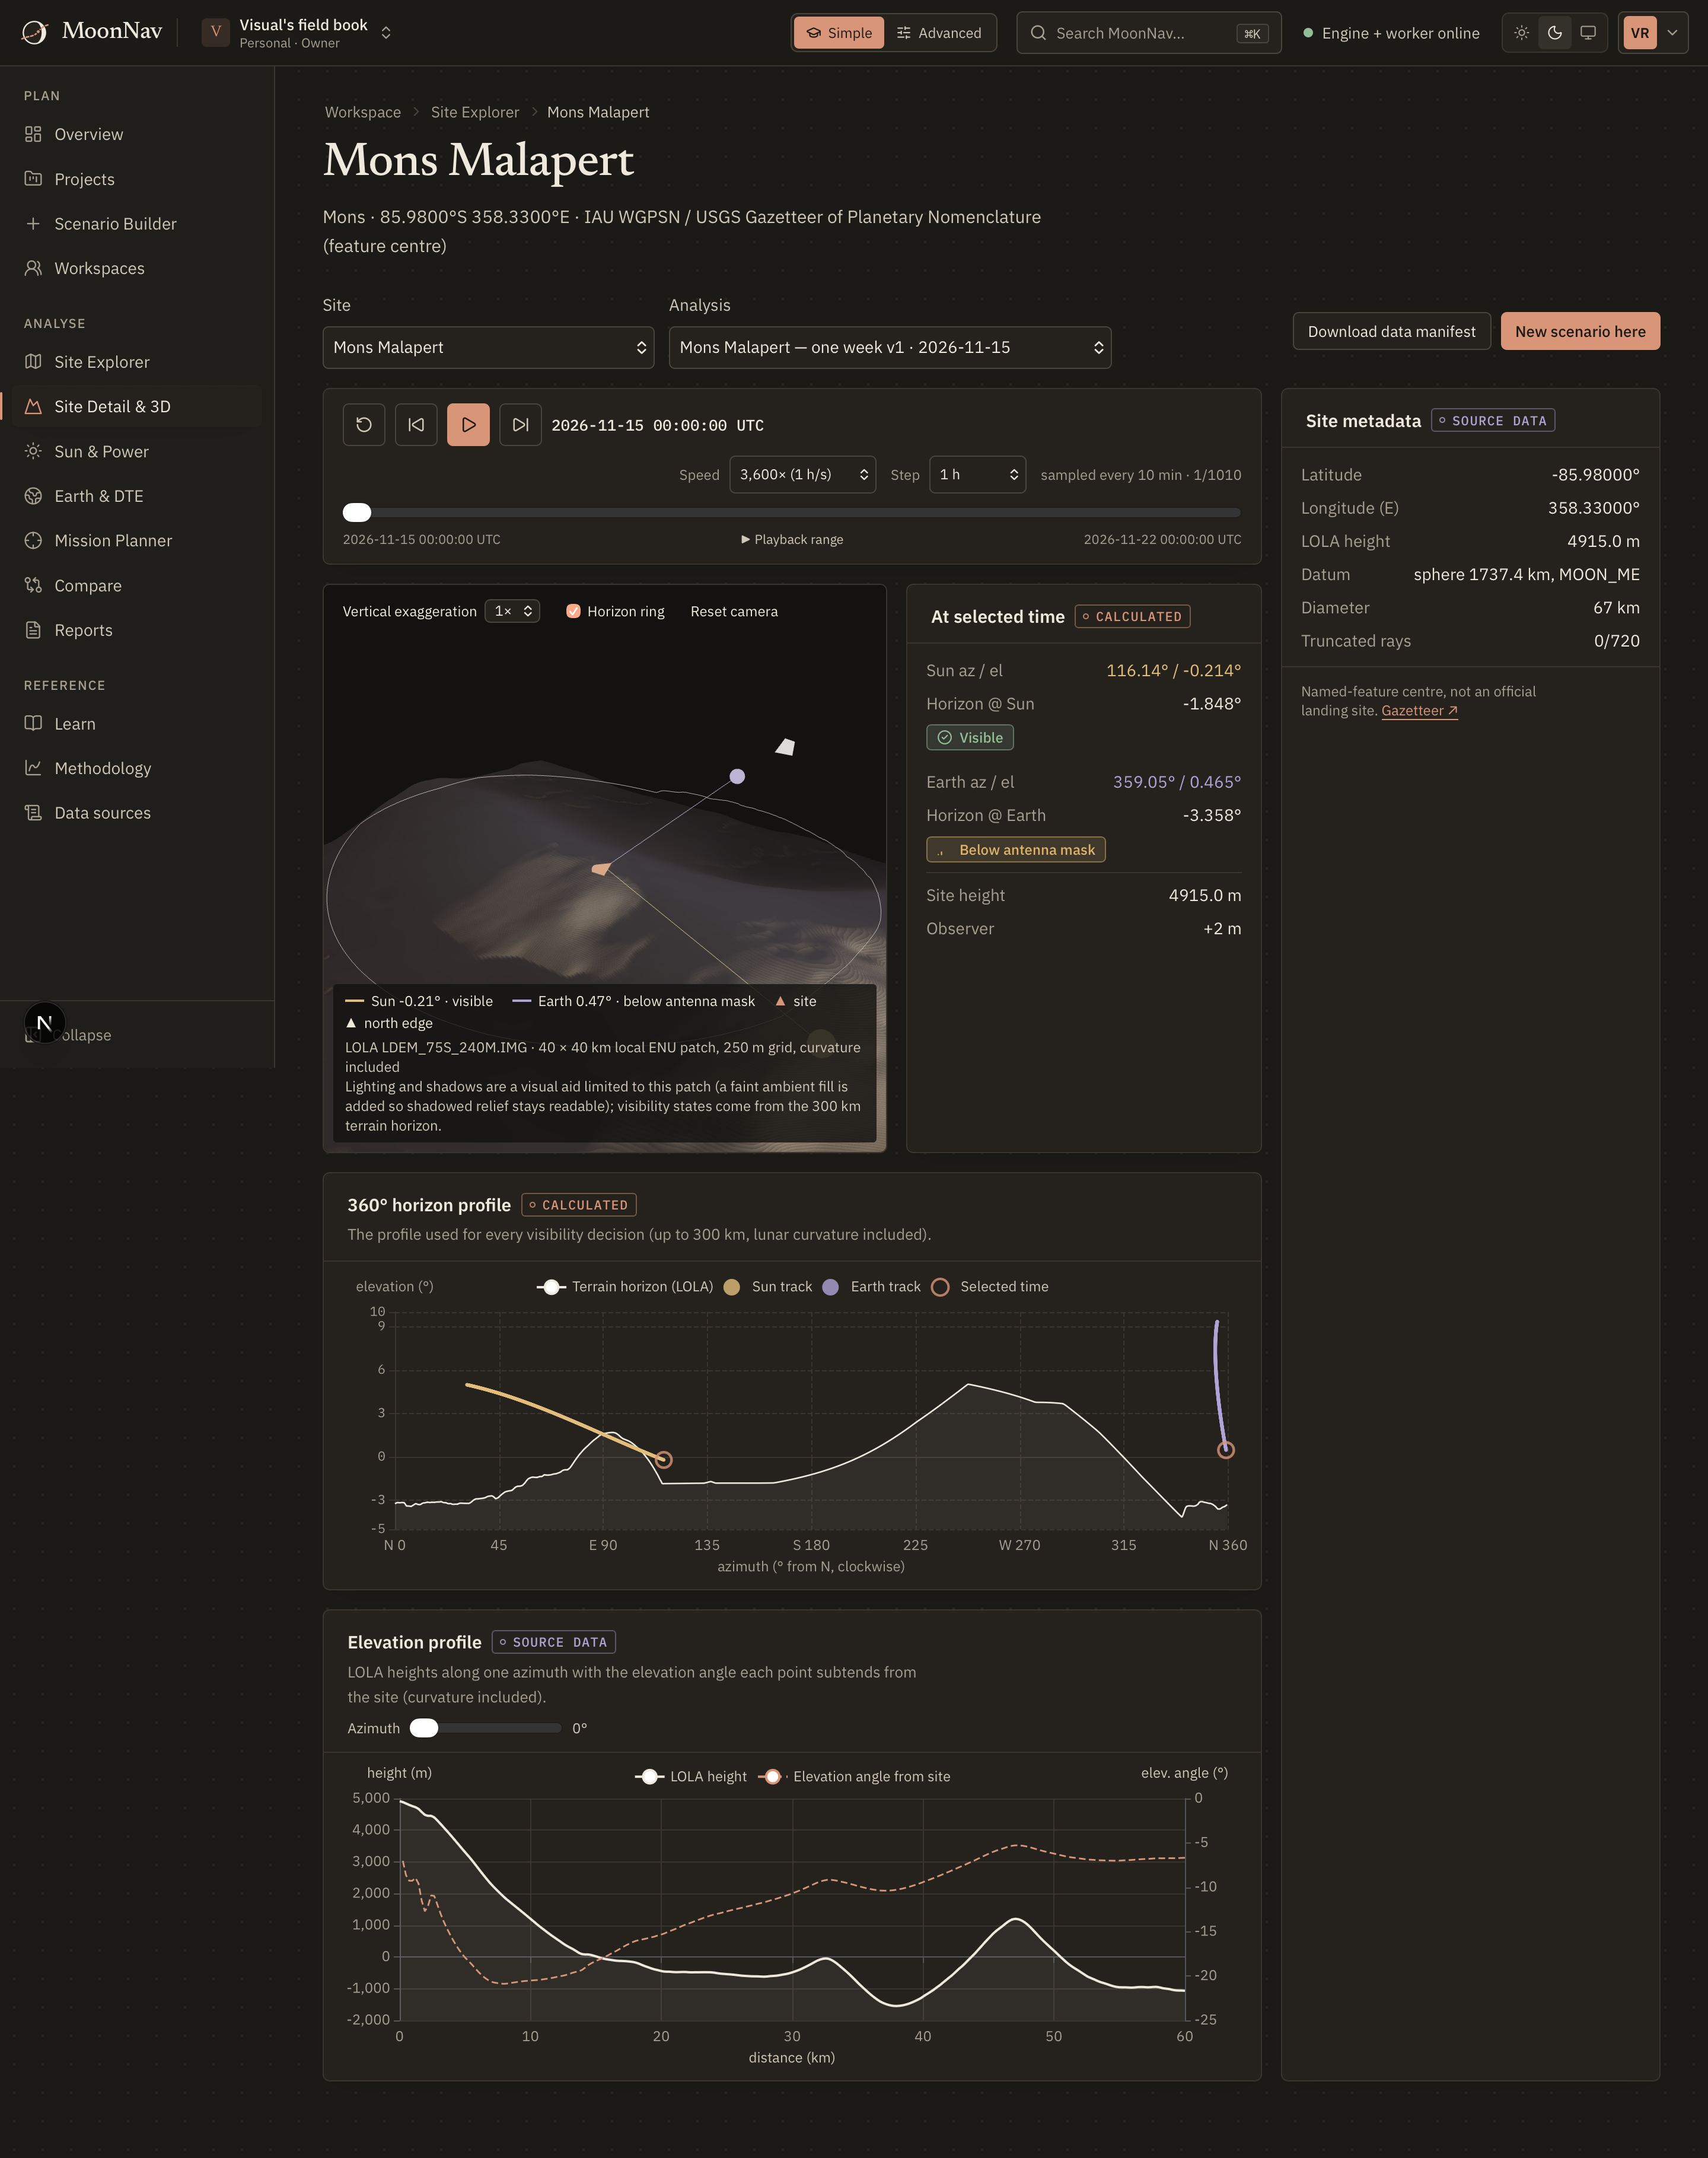 MoonNav
V
Visual's field book
Personal · Owner
Simple
Advanced
Search MoonNav...
⌘K
Engine + worker online
VR
PLAN
Overview
Projects
Scenario Builder
Workspaces
ANALYSE
Site Explorer
Site Detail & 3D
Sun & Power
Earth & DTE
Mission Planner
Compare
Reports
REFERENCE
Learn
Methodology
Data sources
N
ollapse
Workspace > Site Explorer > Mons Malapert
Mons Malapert
Mons · 85.9800°S 358.3300°E · IAU WGPSN / USGS Gazetteer of Planetary Nomenclature
(feature centre)
Site
Mons Malapert
Analysis
Mons Malapert — one week v1 · 2026-11-15
Download data manifest
New scenario here
2026-11-15 00:00:00 UTC
Speed
3,600× (1 h/s)
Step
1 h
sampled every 10 min · 1/1010
2026-11-15 00:00:00 UTC
▶ Playback range
2026-11-22 00:00:00 UTC
Vertical exaggeration
1×
Horizon ring
Reset camera
Sun -0.21° · visible
Earth 0.47° · below antenna mask
▲ site
▲ north edge
LOLA LDEM_75S_240M.IMG · 40 × 40 km local ENU patch, 250 m grid, curvature
included
Lighting and shadows are a visual aid limited to this patch (a faint ambient fill is
added so shadowed relief stays readable); visibility states come from the 300 km
terrain horizon.
At selected time
CALCULATED
Sun az / el 116.14° / -0.214°
Horizon @ Sun -1.848°
Visible
Earth az / el 359.05° / 0.465°
Horizon @ Earth -3.358°
Below antenna mask
Site height 4915.0 m
Observer +2 m
Site metadata
SOURCE DATA
Latitude -85.98000°
Longitude (E) 358.33000°
LOLA height 4915.0 m
Datum sphere 1737.4 km, MOON_ME
Diameter 67 km
Truncated rays 0/720
Named-feature centre, not an official
landing site. Gazetteer ↗
360° horizon profile
CALCULATED
The profile used for every visibility decision (up to 300 km, lunar curvature included).
elevation (°)
Terrain horizon (LOLA)
Sun track
Earth track
Selected time
10
9
6
3
0
-3
-5
N 0
45
E 90
135
S 180
225
W 270
315
N 360
azimuth (° from N, clockwise)
Elevation profile
SOURCE DATA
LOLA heights along one azimuth with the elevation angle each point subtends from
the site (curvature included).
Azimuth
0°
height (m)
LOLA height
Elevation angle from site
elev. angle (°)
5,000
4,000
3,000
2,000
1,000
0
-1,000
-2,000
0
-5
-10
-15
-20
-25
0
10
20
30
40
50
60
distance (km)